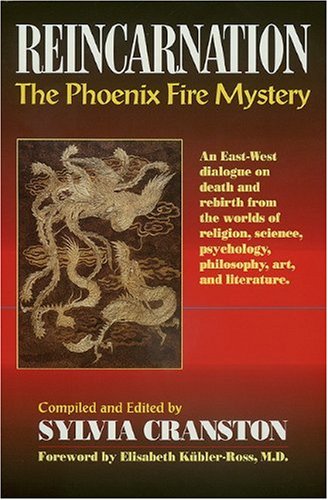 REINCARNATION
The Phoenix Fire Mystery
An East-West
dialogue on
death and
rebirth from
the worlds of
religion, science,
psychology,
philosophy, art,
and literature.
Compiled and Edited by
SYLVIA CRANSTON
Foreword by Elisabeth Kübler-Ross, M.D.